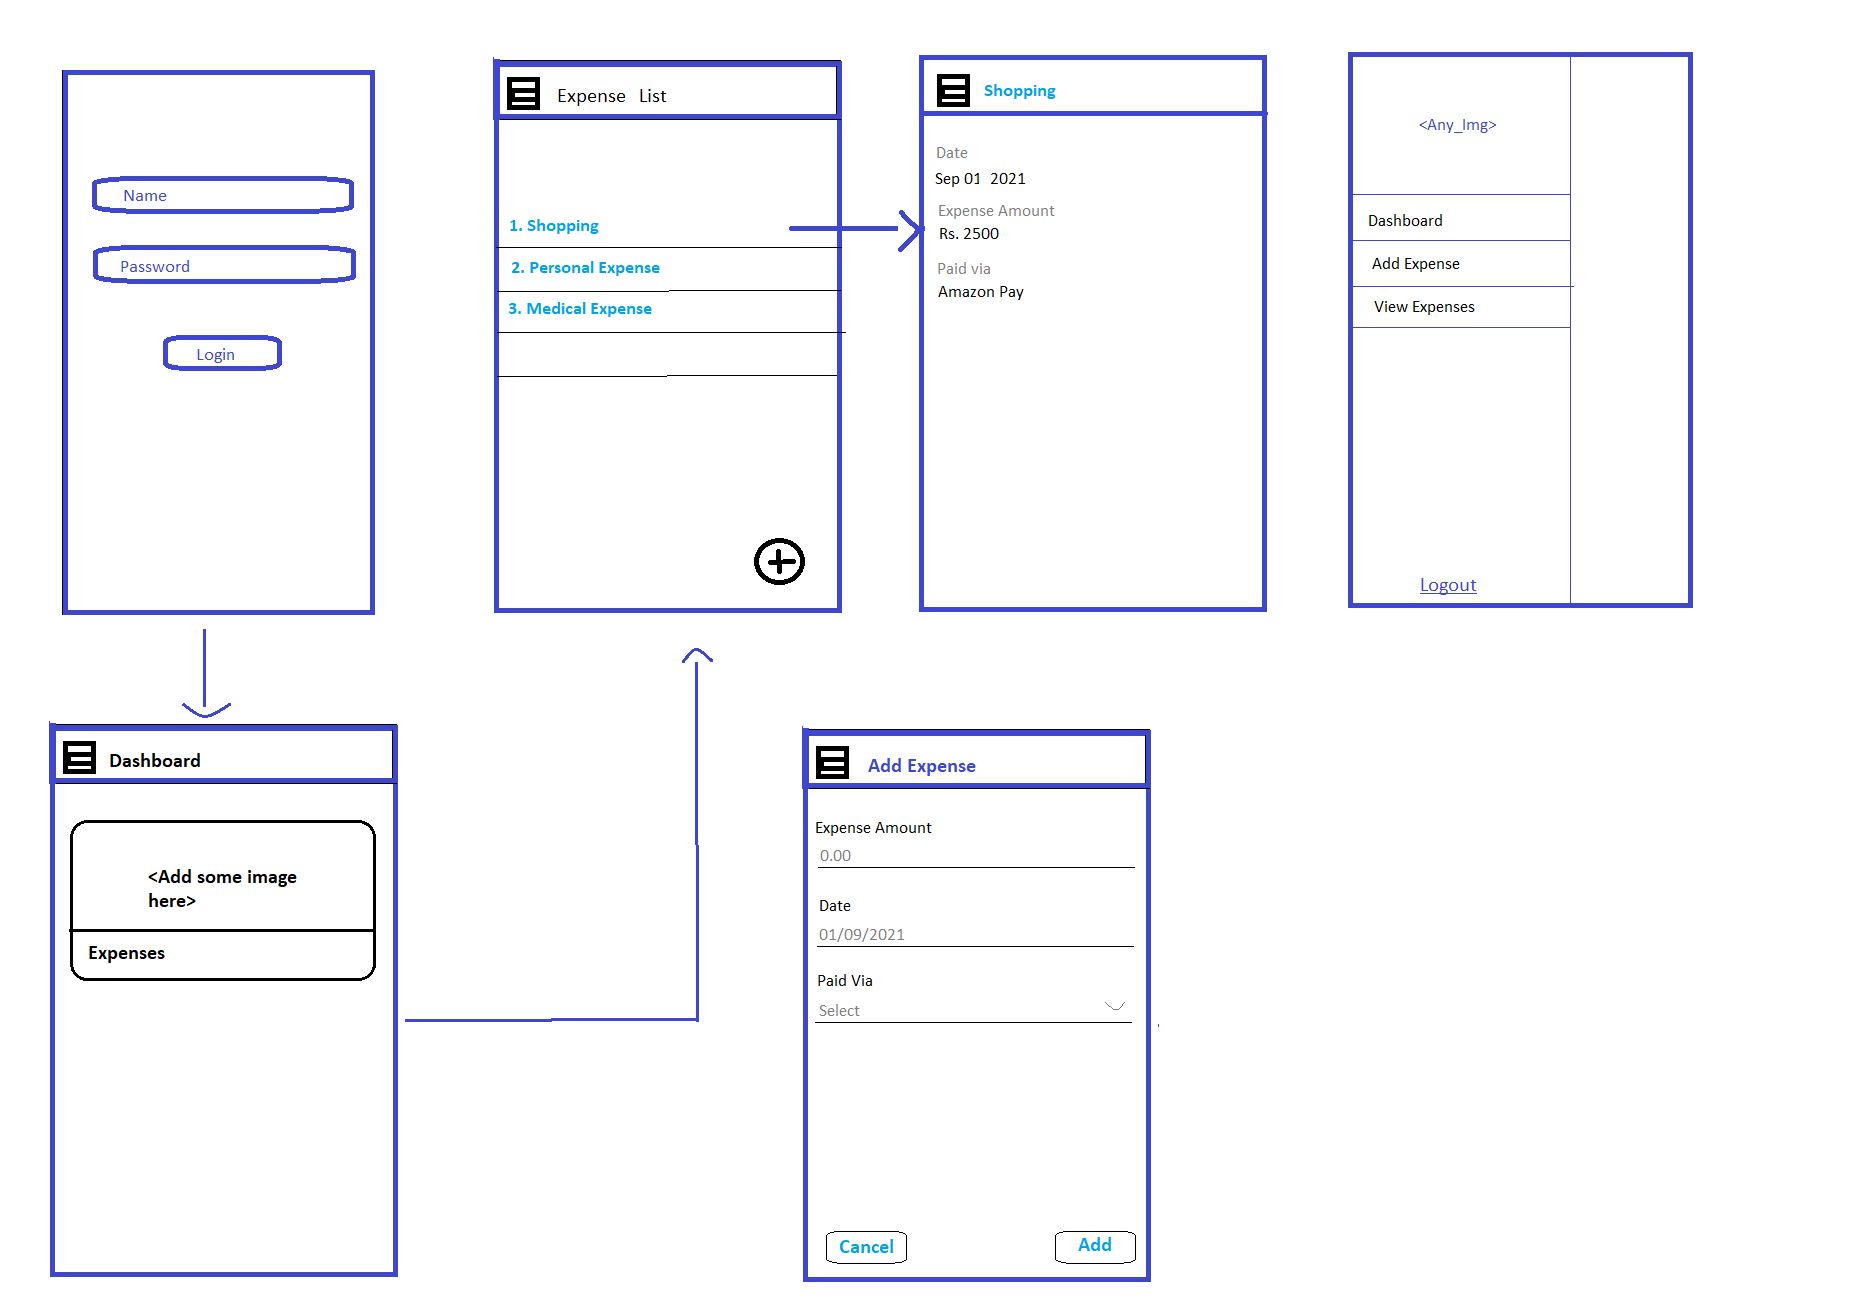 Name
Password
Login
Expense List
1. Shopping
2. Personal Expense
3. Medical Expense
Shopping
Date
Sep 01 2021
Expense Amount
Rs. 2500
Paid via
Amazon Pay
<Any_Img>
Dashboard
Add Expense
View Expenses
Logout
Dashboard
<Add some image
here>
Expenses
Add Expense
Expense Amount
0.00
Date
01/09/2021
Paid Via
Select
Cancel
Add